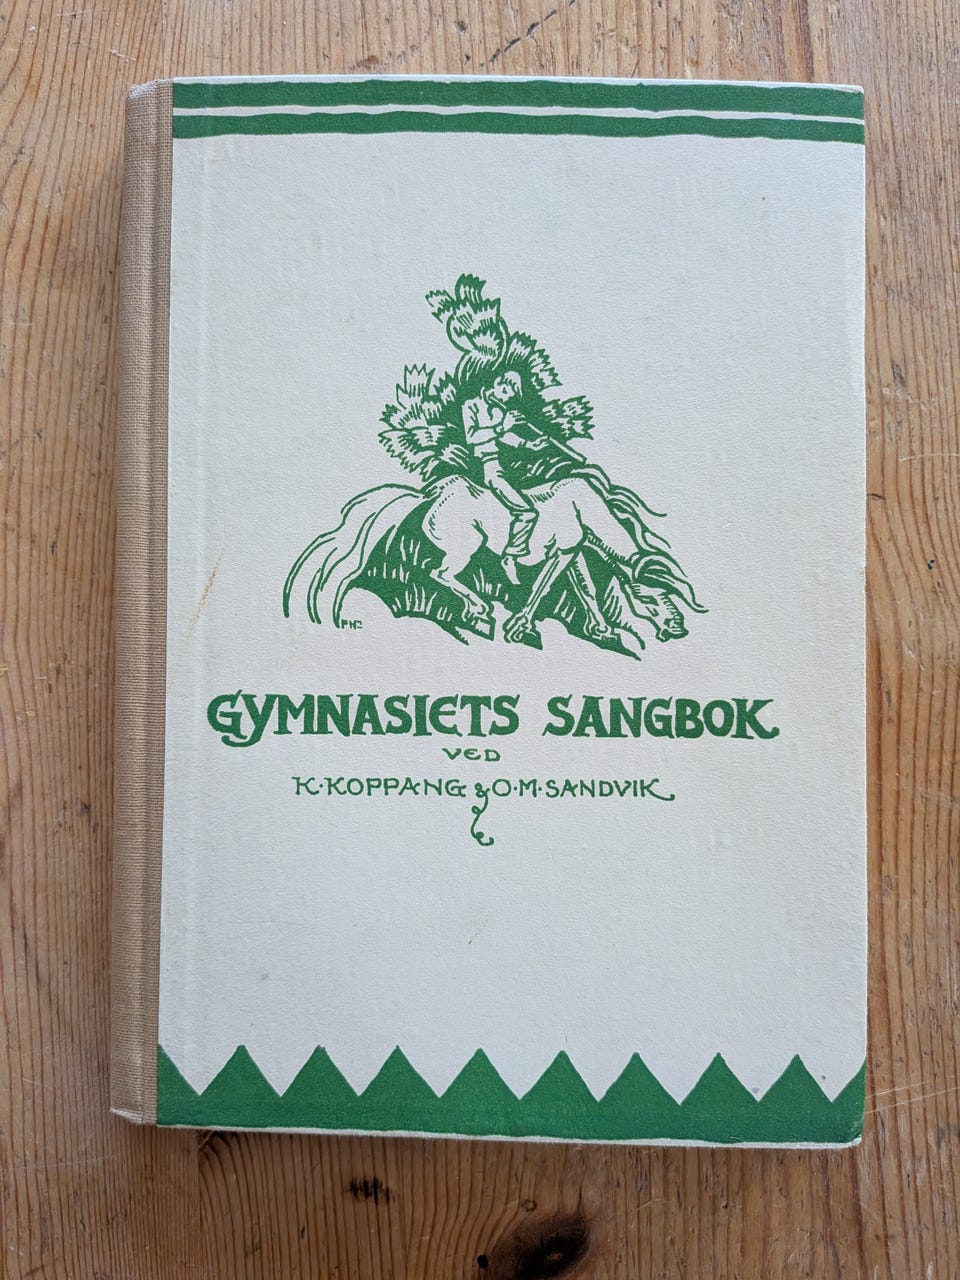 GYMNASIETS SANGBOK
VED
K·KOPPANG & O·M·SANDVIK